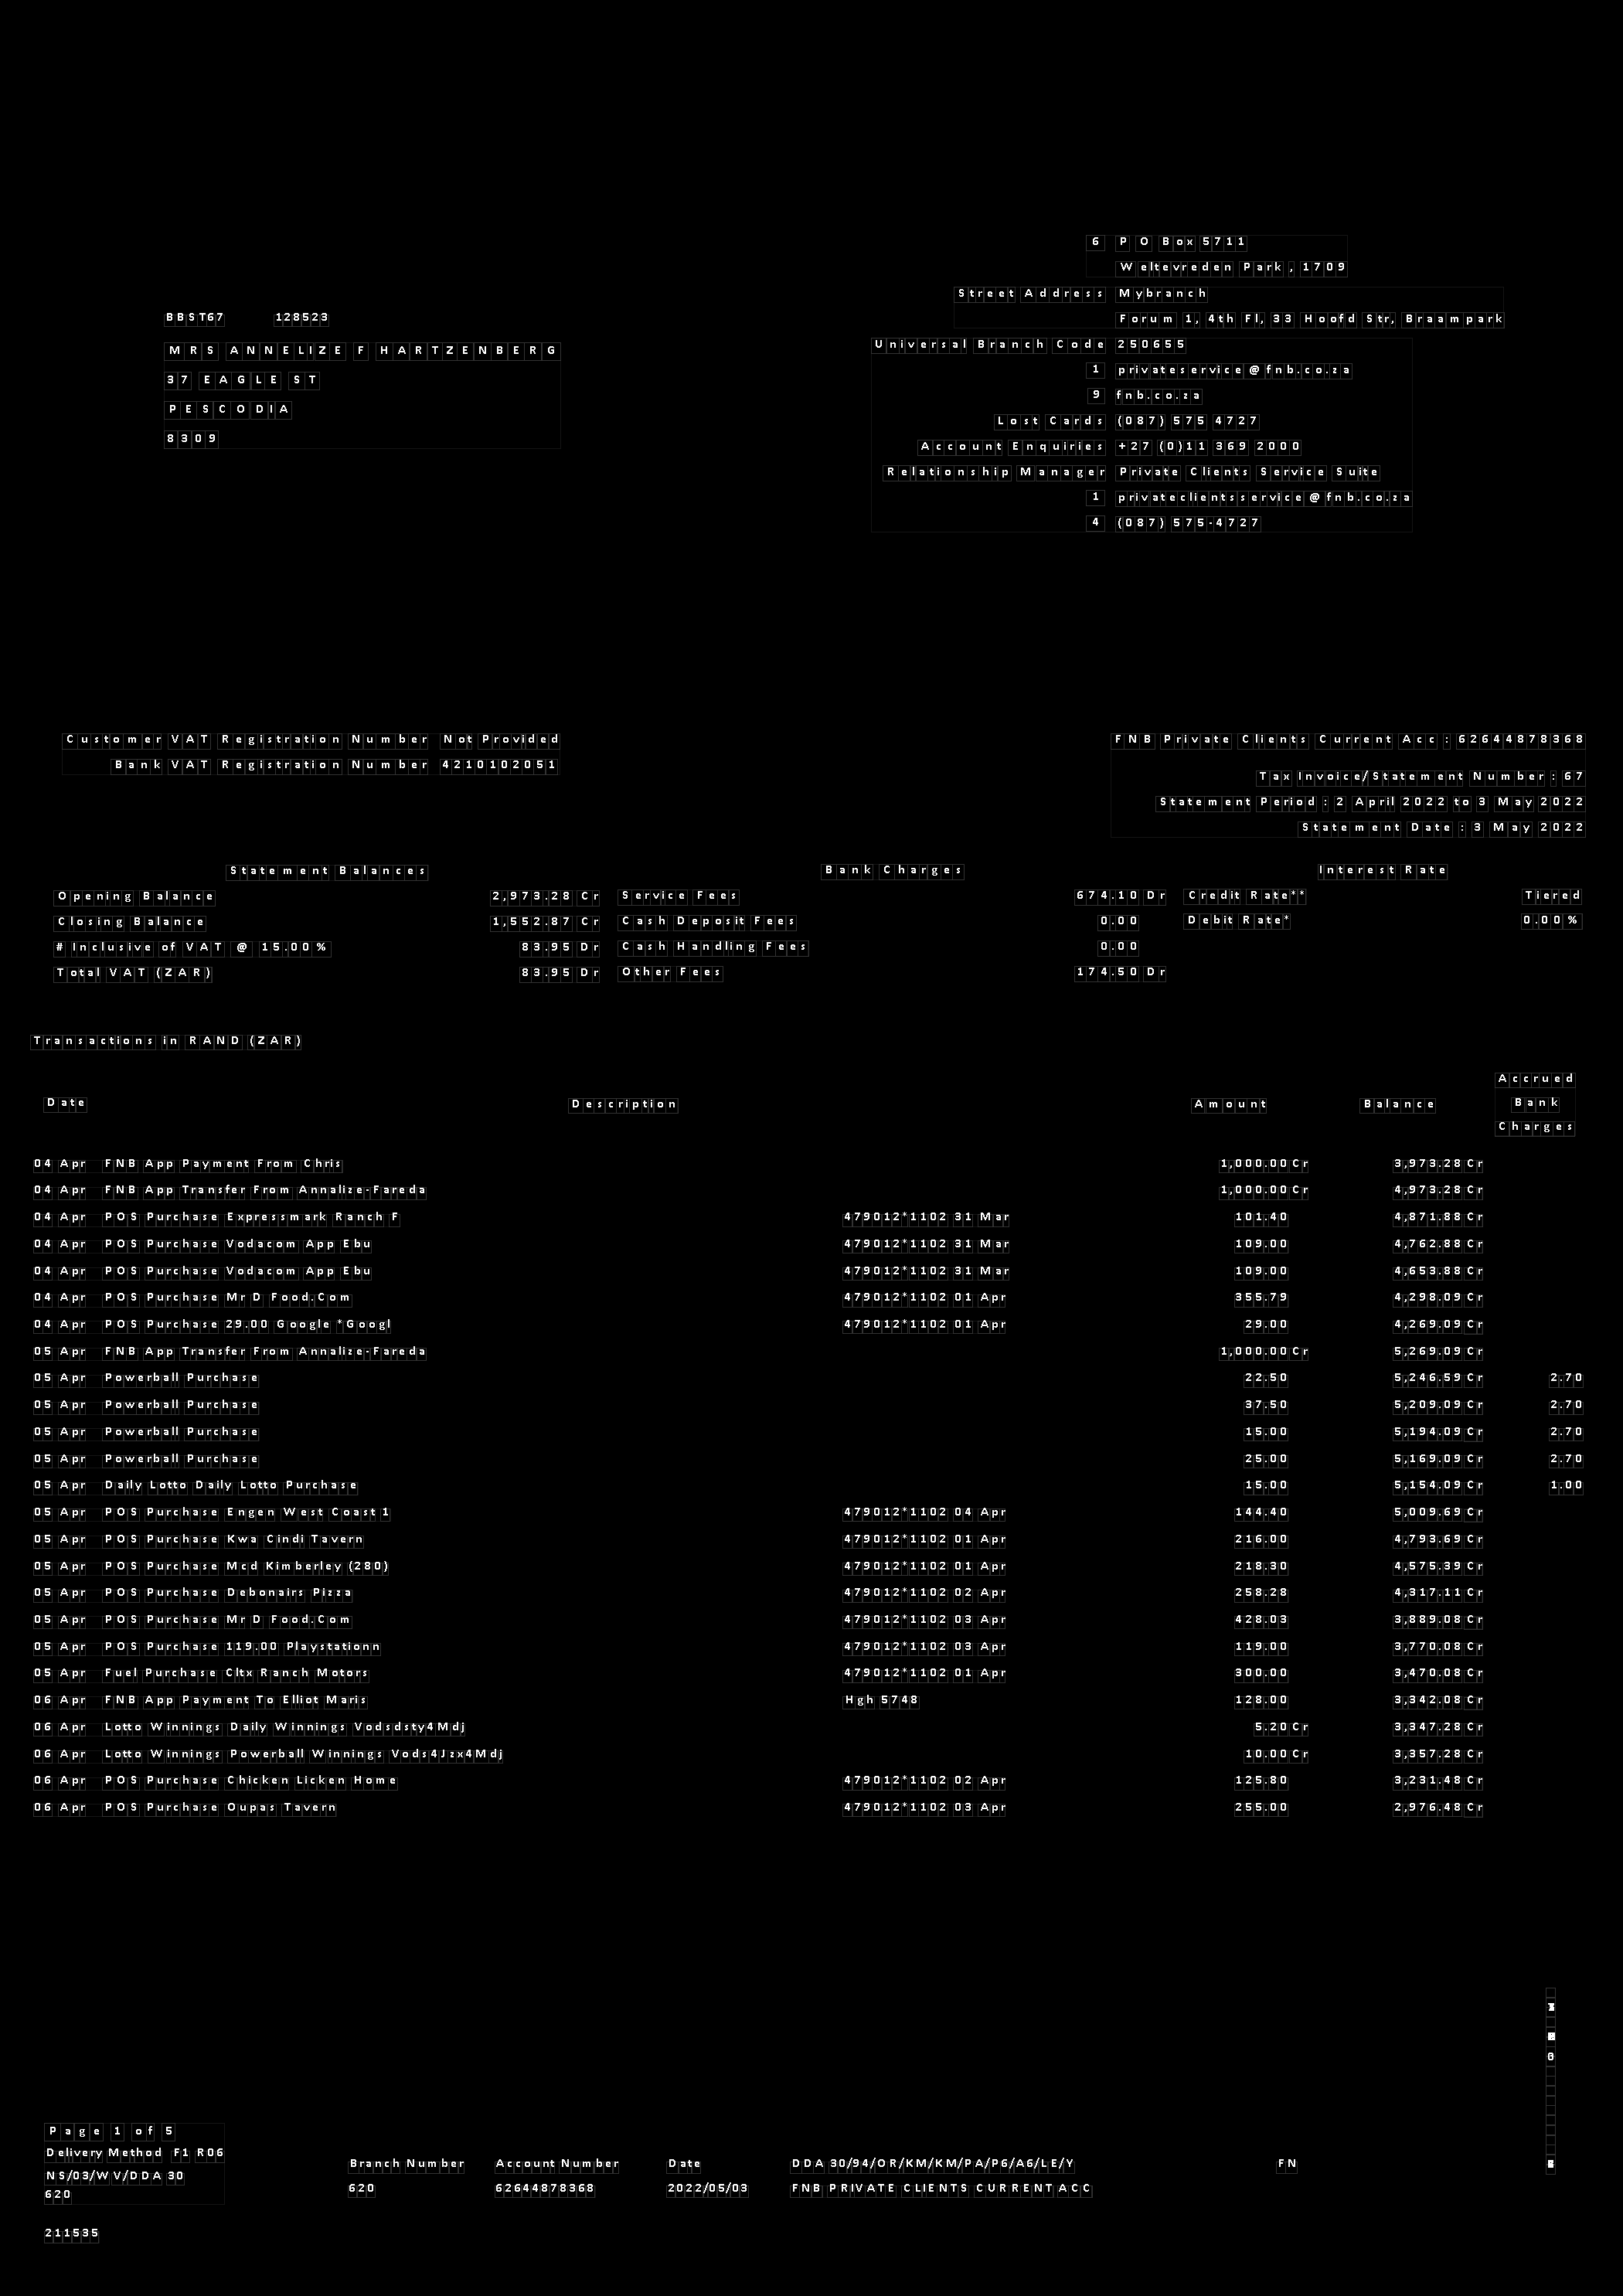 6 P O Box 5711
Weltevreden Park, 1709
Street Address Mybranch
Forum 1, 4th Fl, 33 Hoofd Str, Braampark
BBST67 128523
Universal Branch Code 250655
MRS ANNELIZE F HARTZENBERG
1 privateservice@fnb.co.za
37 EAGLE ST
9 fnb.co.za
PESCODIA
Lost Cards (087) 575 4727
8309
Account Enquiries +27 (0)11 369 2000
Relationship Manager Private Clients Service Suite
1 privateclientsservice@fnb.co.za
4 (087) 575-4727
Customer VAT Registration Number Not Provided
FNB Private Clients Current Acc : 62644878368
Bank VAT Registration Number 4210102051
Tax Invoice/Statement Number : 67
Statement Period : 2 April 2022 to 3 May 2022
Statement Date : 3 May 2022
Statement Balances Bank Charges Interest Rate
Opening Balance 2,973.28 Cr Service Fees 674.10 Dr Credit Rate** Tiered
Closing Balance 1,552.87 Cr Cash Deposit Fees 0.00 Debit Rate* 0.00%
# Inclusive of VAT @ 15.00% 83.95 Dr Cash Handling Fees 0.00
Total VAT (ZAR) 83.95 Dr Other Fees 174.50 Dr
Transactions in RAND (ZAR)
Accrued
Date Description Amount Balance Bank
Charges
04 Apr FNB App Payment From Chris 1,000.00Cr 3,973.28Cr
04 Apr FNB App Transfer From Annalize-Fareda 1,000.00Cr 4,973.28Cr
04 Apr POS Purchase Expressmark Ranch F 479012*1102 31 Mar 101.40 4,871.88Cr
04 Apr POS Purchase Vodacom App Ebu 479012*1102 31 Mar 109.00 4,762.88Cr
04 Apr POS Purchase Vodacom App Ebu 479012*1102 31 Mar 109.00 4,653.88Cr
04 Apr POS Purchase Mr D Food.Com 479012*1102 01 Apr 355.79 4,298.09Cr
04 Apr POS Purchase 29.00 Google *Googl 479012*1102 01 Apr 29.00 4,269.09Cr
05 Apr FNB App Transfer From Annalize-Fareda 1,000.00Cr 5,269.09Cr
05 Apr Powerball Purchase 22.50 5,246.59Cr 2.70
05 Apr Powerball Purchase 37.50 5,209.09Cr 2.70
05 Apr Powerball Purchase 15.00 5,194.09Cr 2.70
05 Apr Powerball Purchase 25.00 5,169.09Cr 2.70
05 Apr Daily Lotto Daily Lotto Purchase 15.00 5,154.09Cr 1.00
05 Apr POS Purchase Engen West Coast 1 479012*1102 04 Apr 144.40 5,009.69Cr
05 Apr POS Purchase Kwa Cindi Tavern 479012*1102 01 Apr 216.00 4,793.69Cr
05 Apr POS Purchase Mcd Kimberley (280) 479012*1102 01 Apr 218.30 4,575.39Cr
05 Apr POS Purchase Debonairs Pizza 479012*1102 02 Apr 258.28 4,317.11Cr
05 Apr POS Purchase Mr D Food.Com 479012*1102 03 Apr 428.03 3,889.08Cr
05 Apr POS Purchase 119.00 Playstationn 479012*1102 03 Apr 119.00 3,770.08Cr
05 Apr Fuel Purchase Cltx Ranch Motors 479012*1102 01 Apr 300.00 3,470.08Cr
06 Apr FNB App Payment To Elliot Maris Hgh 5748 128.00 3,342.08Cr
06 Apr Lotto Winnings Daily Winnings Vodsdsty4Mdj 5.20Cr 3,347.28Cr
06 Apr Lotto Winnings Powerball Winnings Vods4Jzx4Mdj 10.00Cr 3,357.28Cr
06 Apr POS Purchase Chicken Licken Home 479012*1102 02 Apr 125.80 3,231.48Cr
06 Apr POS Purchase Oupas Tavern 479012*1102 03 Apr 255.00 2,976.48Cr
Page 1 of 5
Delivery Method F1 R06
NS/03/WV/DDA 30
620
Branch Number Account Number Date DDA 30/94/OR/KM/KM/PA/P6/A6/LE/Y FN
620 62644878368 2022/05/03 FNB PRIVATE CLIENTS CURRENT ACC
211535